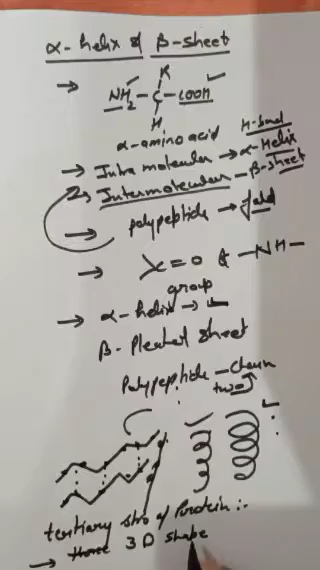 α-helix & β-sheet
→ R
NH2 - C - COOH
H
α-amino acid H-bond
→ Intra molecular → α-Helix
→ Intermolecular - β-sheet
→ polypeptide → fold
→ C=O & -NH-
group
→ α-helix →
β-Pleated sheet
Polypeptide - chain
two
tertiary str of Protein :-
→ three 3D shape